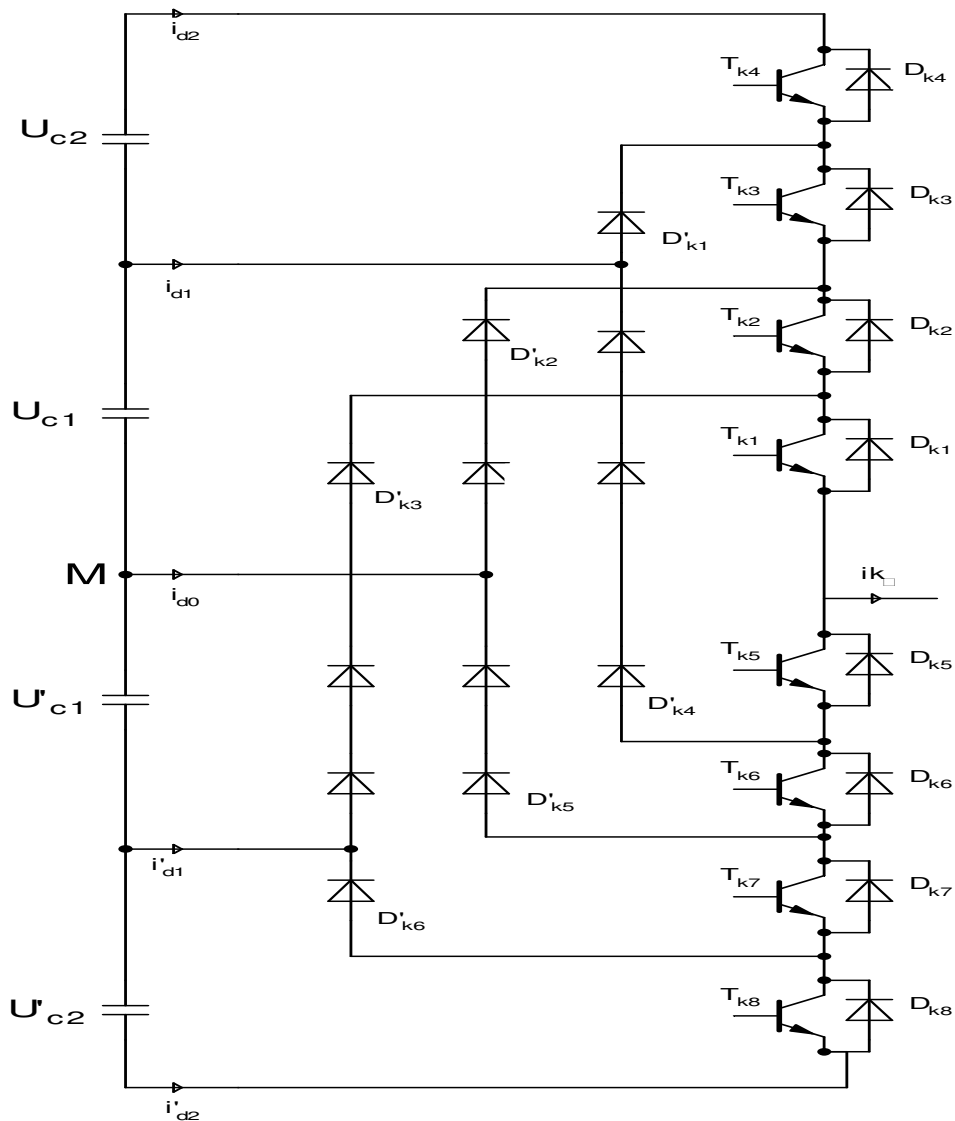 i_d2
T_k4
D_k4
U_c2
T_k3
D_k3
D'_k1
i_d1
T_k2
D_k2
D'_k2
U_c1
T_k1
D_k1
D'_k3
M
i_d0
ik
T_k5
D_k5
U'_c1
D'_k4
T_k6
D_k6
D'_k5
i'_d1
T_k7
D_k7
D'_k6
U'_c2
T_k8
D_k8
i'_d2